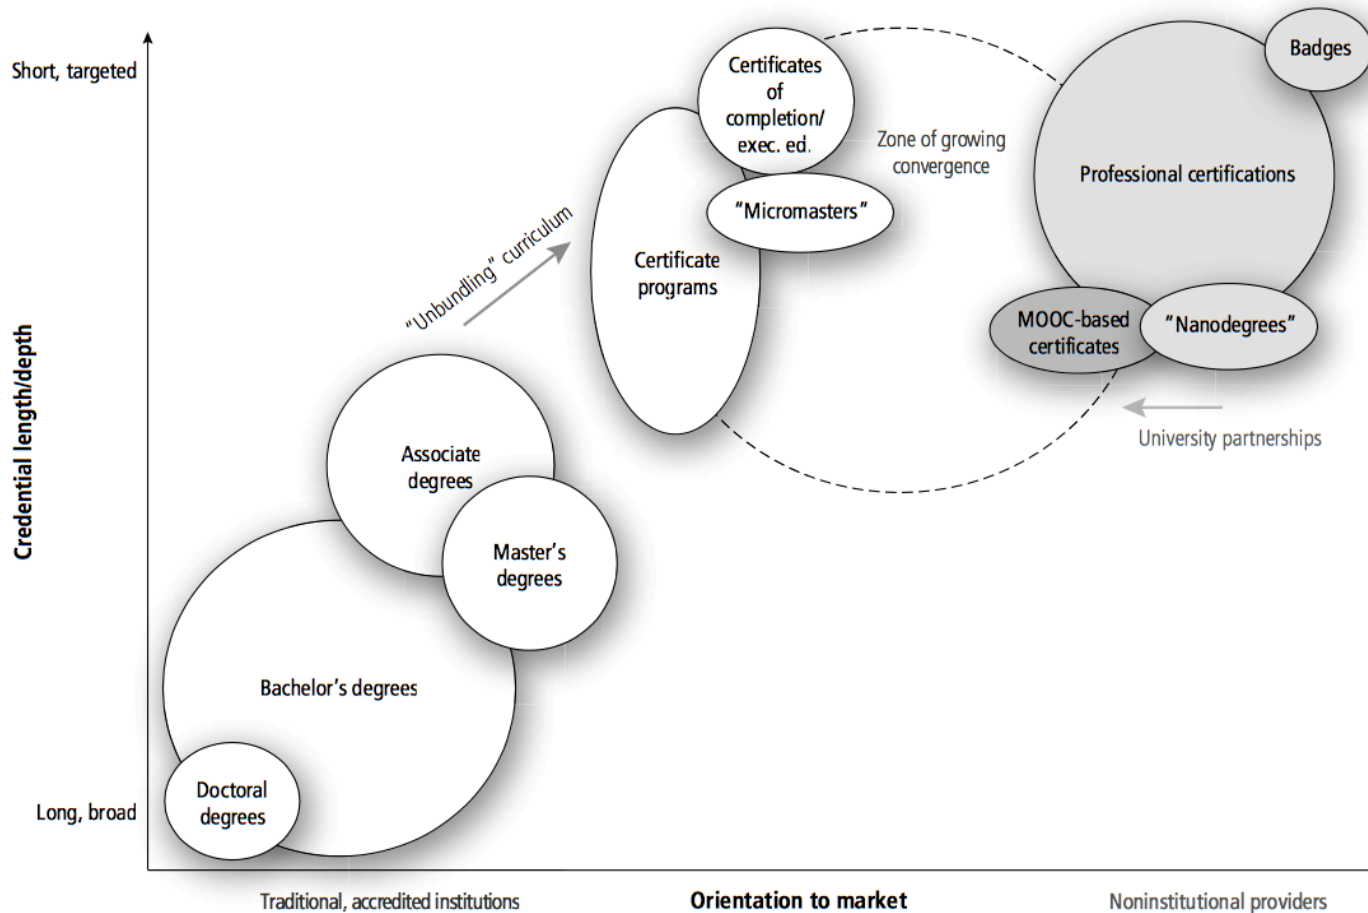 Short, targeted
Certificates
of
completion/
exec. ed.
Badges
Zone of growing
convergence
Professional certifications
"Micromasters"
"Unbundling" curriculum
Certificate
programs
MOOC-based
certificates
"Nanodegrees"
University partnerships
Credential length/depth
Associate
degrees
Master's
degrees
Bachelor's degrees
Doctoral
degrees
Long, broad
Traditional, accredited institutions
Orientation to market
Noninstitutional providers